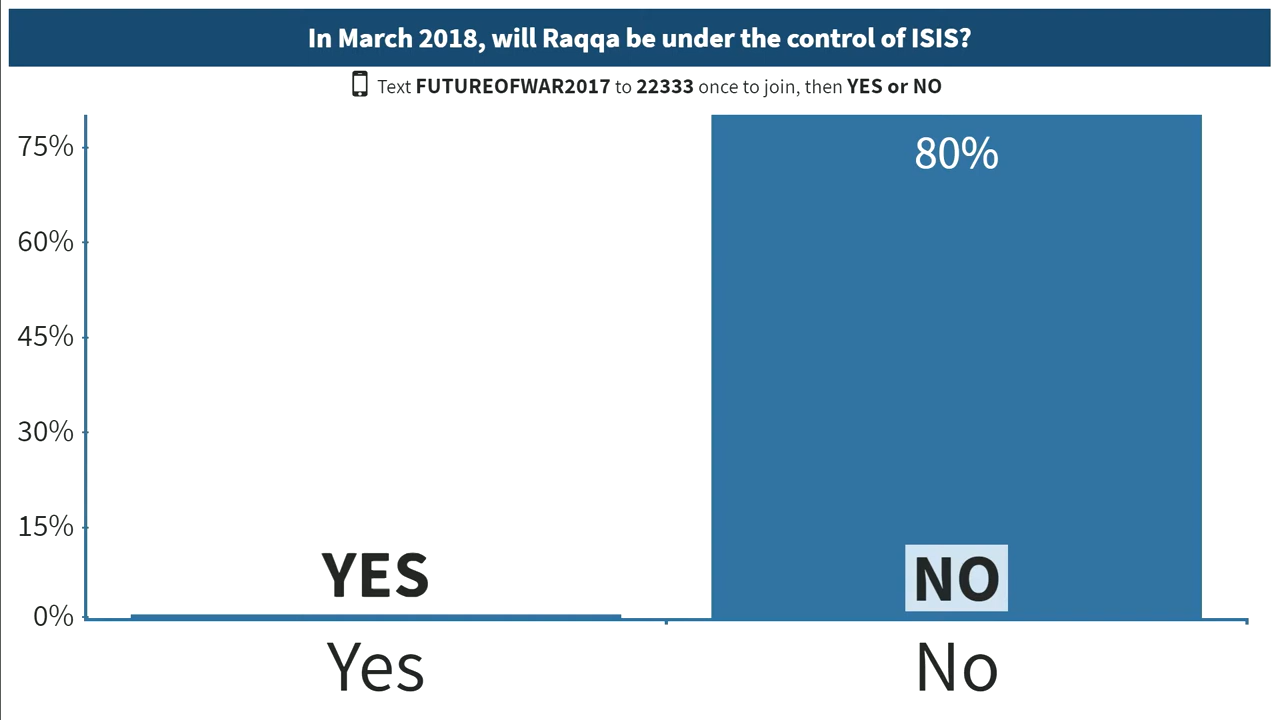 In March 2018, will Raqqa be under the control of ISIS?
Text FUTUREOFWAR2017 to 22333 once to join, then YES or NO
75%
80%
60%
45%
30%
15%
YES
NO
0%
Yes
No